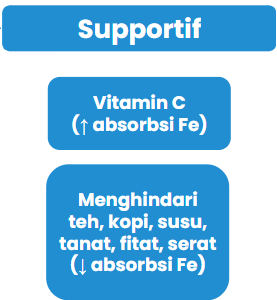 Supportif
Vitamin C
(↑ absorbsi Fe)
Menghindari
teh, kopi, susu,
tanat, fitat, serat
(↓ absorbsi Fe)